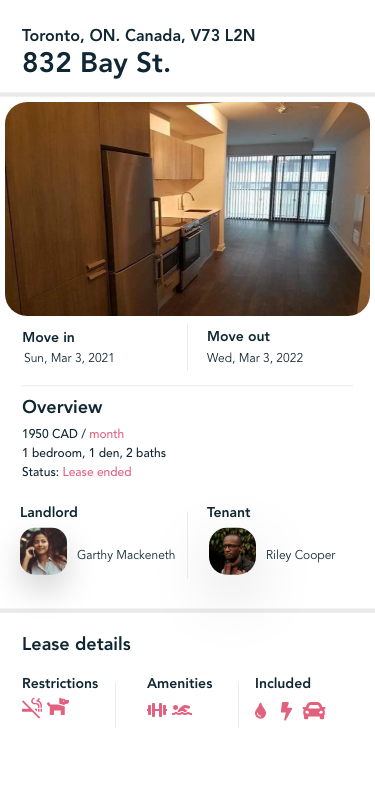 Toronto, ON. Canada, V73 L2N
832 Bay St.
Move in
Move out
Sun, Mar 3, 2021
Wed, Mar 3, 2022
Overview
1950 CAD / month
1 bedroom, 1 den, 2 baths
Status: Lease ended
Landlord
Tenant
Garthy Mackeneth
Riley Cooper
Lease details
Restrictions
Amenities
Included